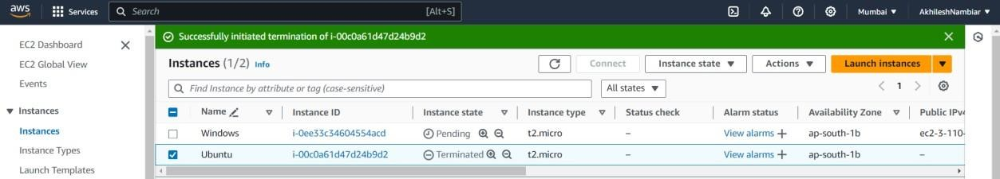 aws Services Search [Alt+S] Mumbai AkhileshNambiar
EC2 Dashboard
EC2 Global View
Events
Instances
Instances
Instance Types
Launch Templates
Successfully initiated termination of i-00c0a61d47d24b9d2
Instances (1/2) Info Connect Instance state Actions Launch instances
Find Instance by attribute or tag (case-sensitive) All states 1
Name Instance ID Instance state Instance type Status check Alarm status Availability Zone Public IPv4
Windows i-0ee33c34604554acd Pending t2.micro – View alarms + ap-south-1b ec2-3-110-
Ubuntu i-00c0a61d47d24b9d2 Terminated t2.micro – View alarms + ap-south-1b –